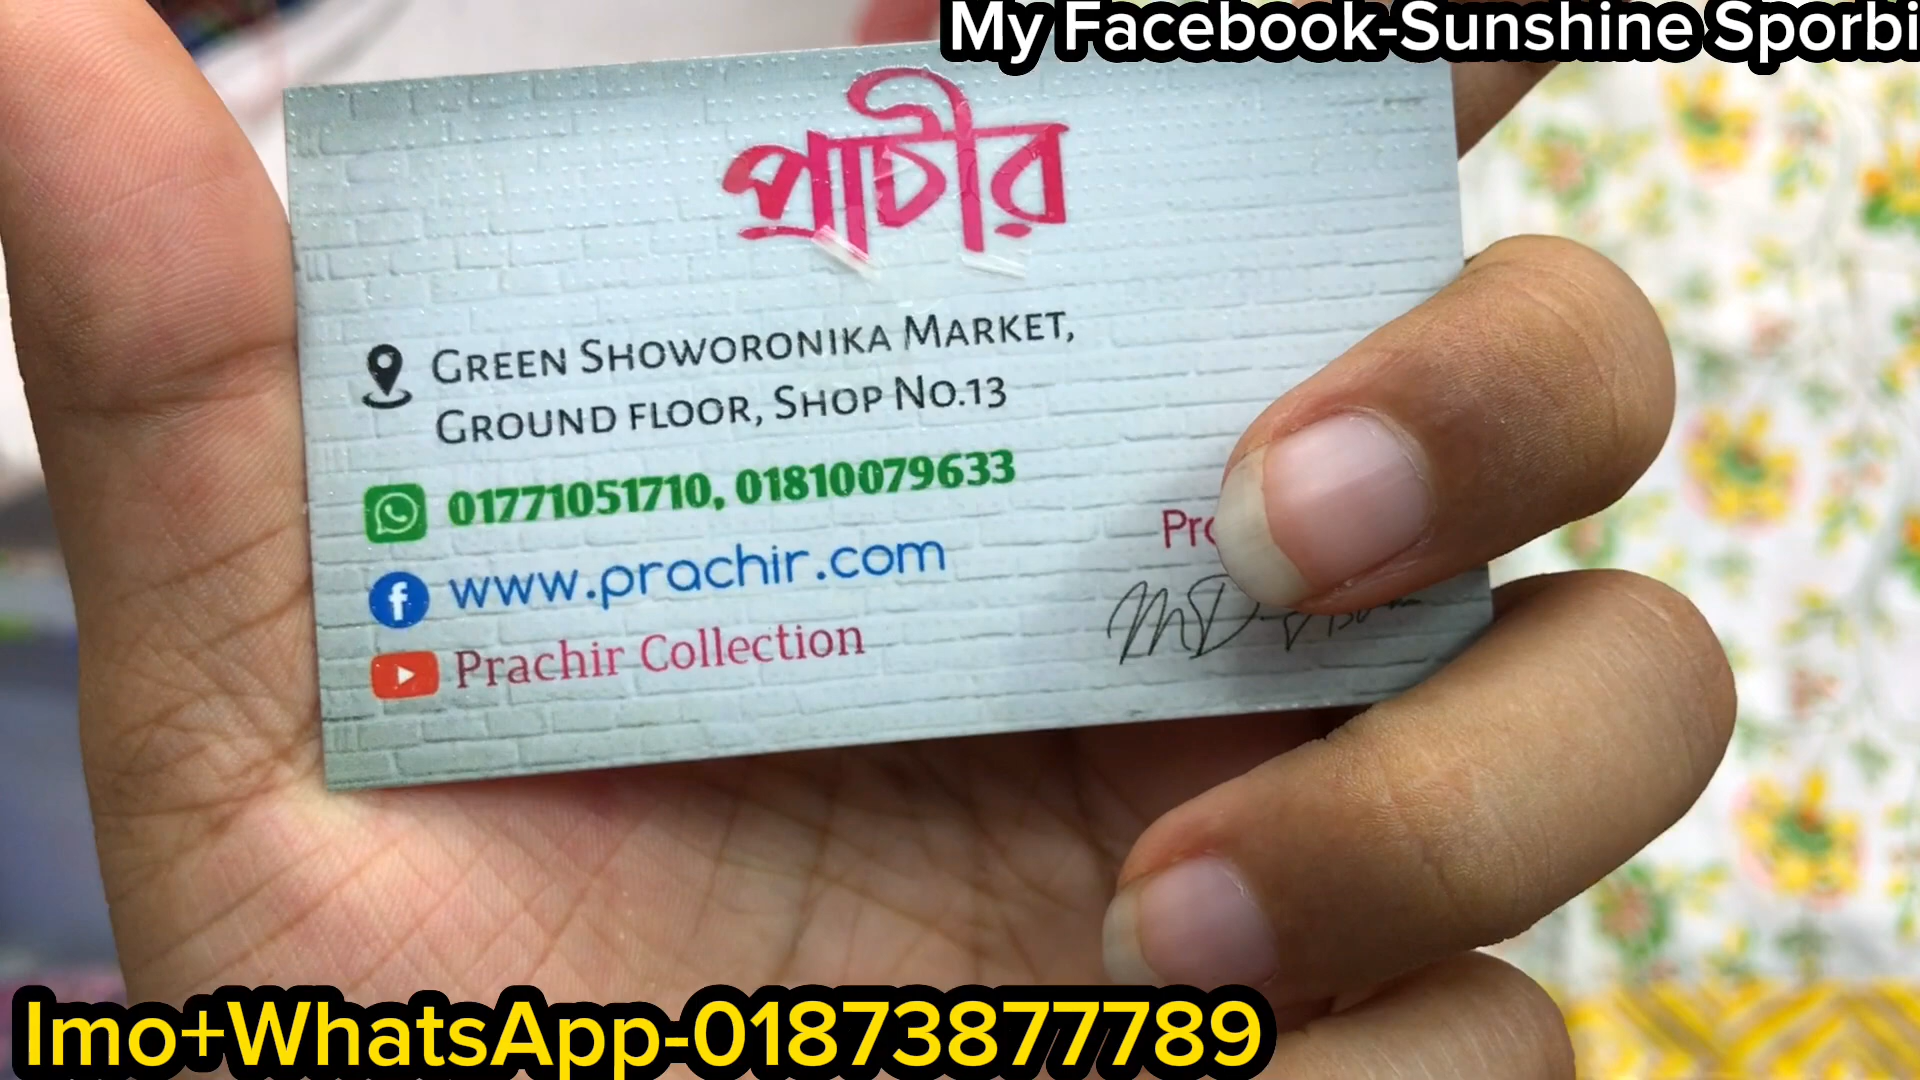 My Facebook-Sunshine Sporbi
প্রাচীর
Green Showoronika Market,
Ground floor, Shop No.13
01771051710, 01810079633
www.prachir.com
Prachir Collection
Imo+WhatsApp-01873877789